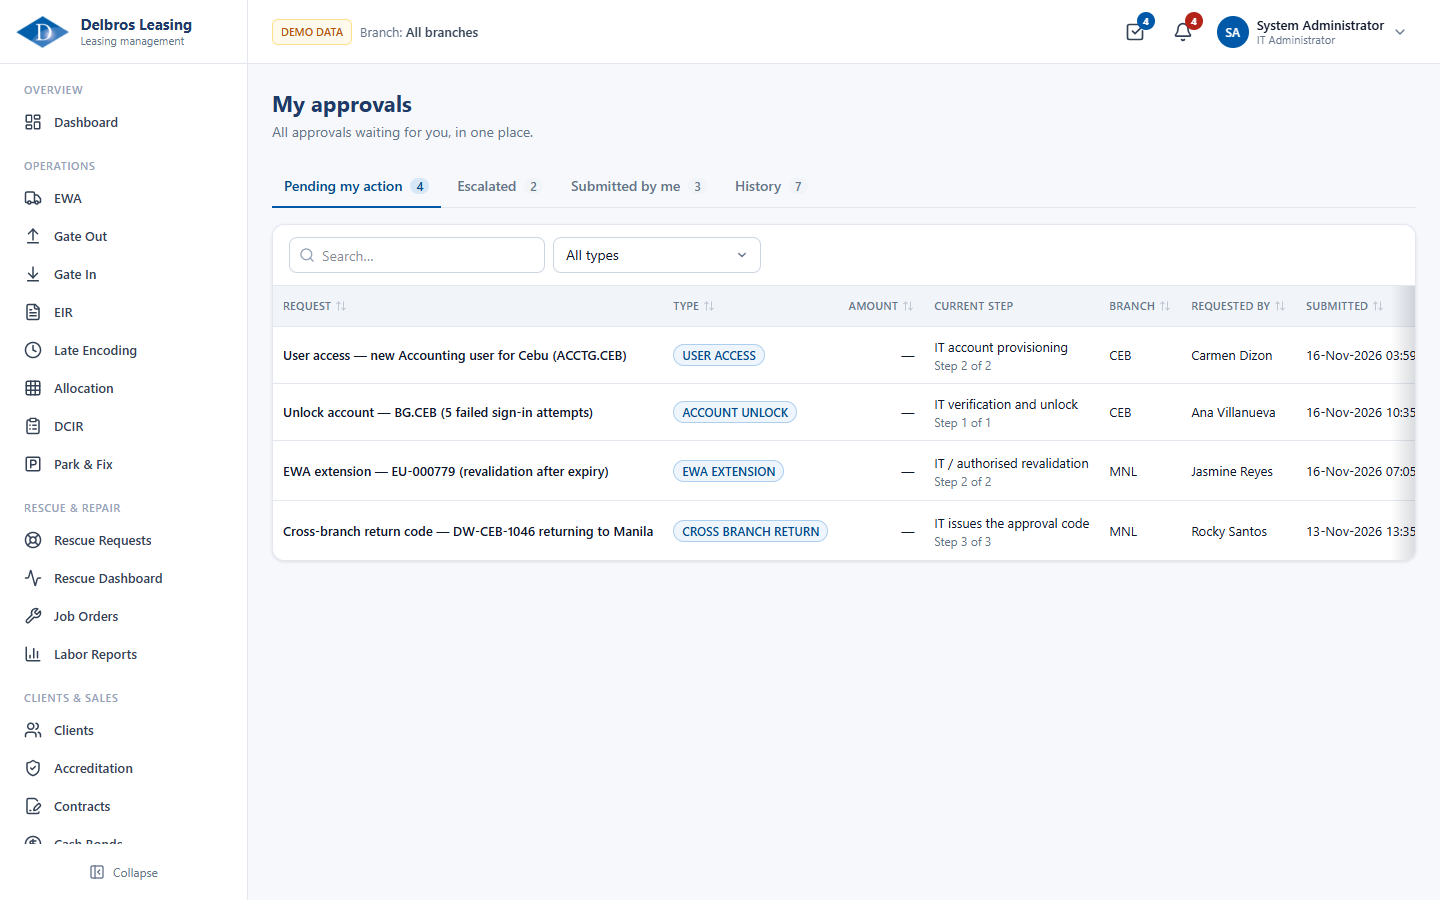 Delbros Leasing
Leasing management
DEMO DATA
Branch: All branches
4
4
SA
System Administrator
IT Administrator
OVERVIEW
Dashboard
OPERATIONS
EWA
Gate Out
Gate In
EIR
Late Encoding
Allocation
DCIR
Park & Fix
RESCUE & REPAIR
Rescue Requests
Rescue Dashboard
Job Orders
Labor Reports
CLIENTS & SALES
Clients
Accreditation
Contracts
Cash Bonds
Collapse
My approvals
All approvals waiting for you, in one place.
Pending my action 4 Escalated 2 Submitted by me 3 History 7
Search... All types
REQUEST TYPE AMOUNT CURRENT STEP BRANCH REQUESTED BY SUBMITTED
User access — new Accounting user for Cebu (ACCTG.CEB) USER ACCESS — IT account provisioning CEB Carmen Dizon 16-Nov-2026 03:59
Step 2 of 2
Unlock account — BG.CEB (5 failed sign-in attempts) ACCOUNT UNLOCK — IT verification and unlock CEB Ana Villanueva 16-Nov-2026 10:35
Step 1 of 1
EWA extension — EU-000779 (revalidation after expiry) EWA EXTENSION — IT / authorised revalidation MNL Jasmine Reyes 16-Nov-2026 07:05
Step 2 of 2
Cross-branch return code — DW-CEB-1046 returning to Manila CROSS BRANCH RETURN — IT issues the approval code MNL Rocky Santos 13-Nov-2026 13:35
Step 3 of 3